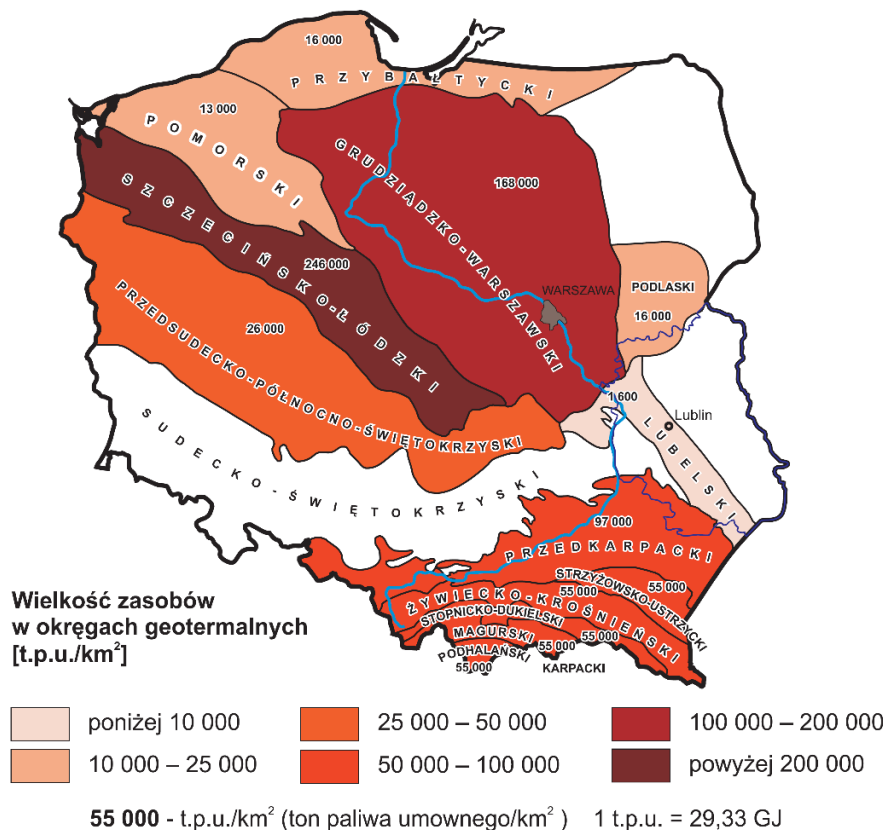 16 000
PRZYBAŁTYCKI
13 000
POMORSKI
GRUDZIĄDZKO-WARSZAWSKI
168 000
SZCZECIŃSKO-ŁÓDZKI
246 000
WARSZAWA
PODLASKI
16 000
PRZEDSUDECKO-PÓŁNOCNO-ŚWIĘTOKRZYSKI
26 000
1 600
Lublin
LUBELSKI
SUDECKO-ŚWIĘTOKRZYSKI
97 000
PRZEDKARPACKI
STRZYŻOWSKO-USTRZYCKI
55 000
55 000
ŻYWIECKO-KROŚNIEŃSKI
STOPNICKO-DUKIELSKI
55 000
MAGURSKI
55 000
PODHALAŃSKI
55 000
KARPACKI
Wielkość zasobów
w okręgach geotermalnych
[t.p.u./km²]
poniżej 10 000
25 000 – 50 000
100 000 – 200 000
10 000 – 25 000
50 000 – 100 000
powyżej 200 000
55 000 - t.p.u./km² (ton paliwa umownego/km² ) 1 t.p.u. = 29,33 GJ